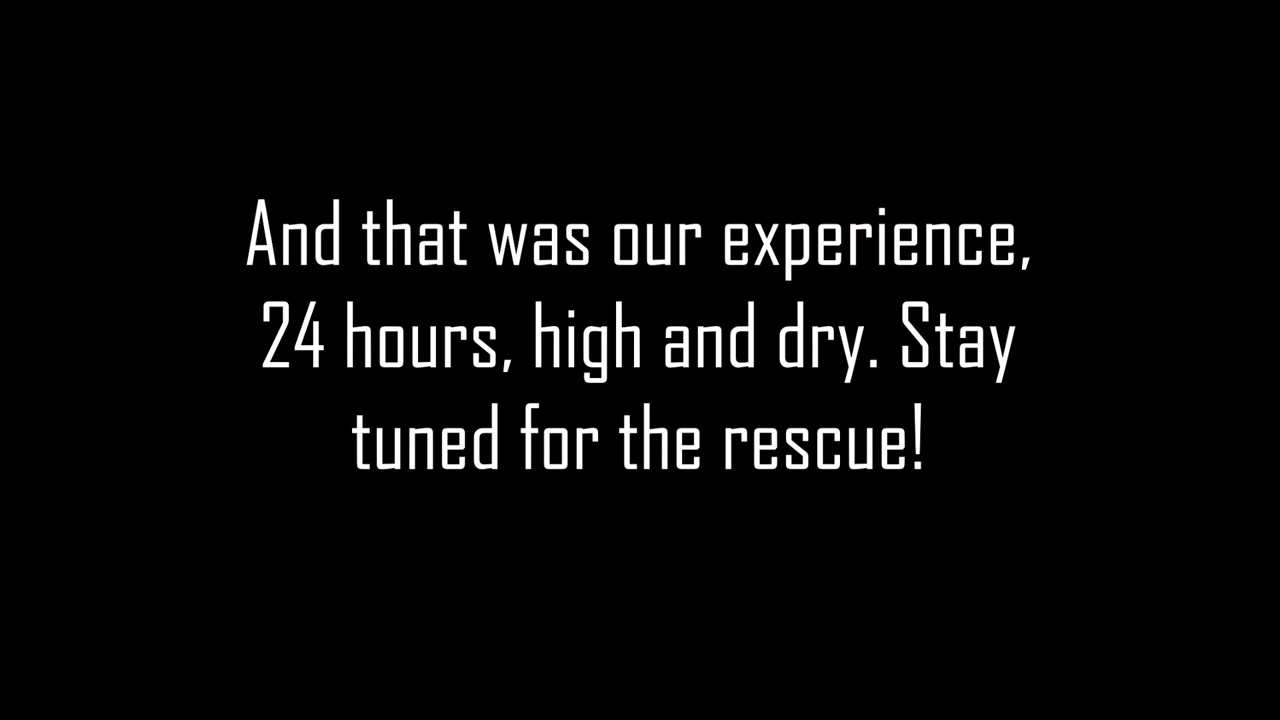 And that was our experience,
24 hours, high and dry. Stay
tuned for the rescue!